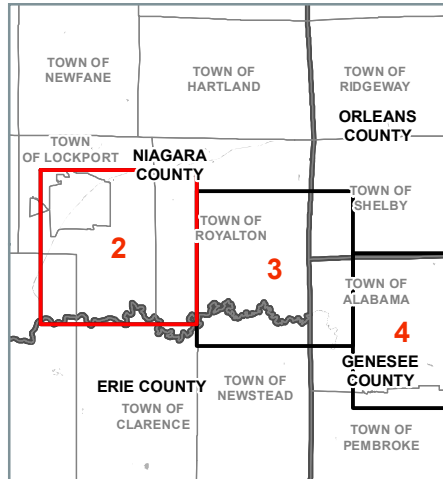 TOWN OF
NEWFANE
TOWN OF
HARTLAND
TOWN OF
RIDGEWAY
ORLEANS
COUNTY
TOWN
OF LOCKPORT
NIAGARA
COUNTY
TOWN OF
SHELBY
TOWN OF
ROYALTON
2
3
TOWN OF
ALABAMA
4
GENESEE
COUNTY
ERIE COUNTY
TOWN OF
NEWSTEAD
TOWN OF
CLARENCE
TOWN OF
PEMBROKE